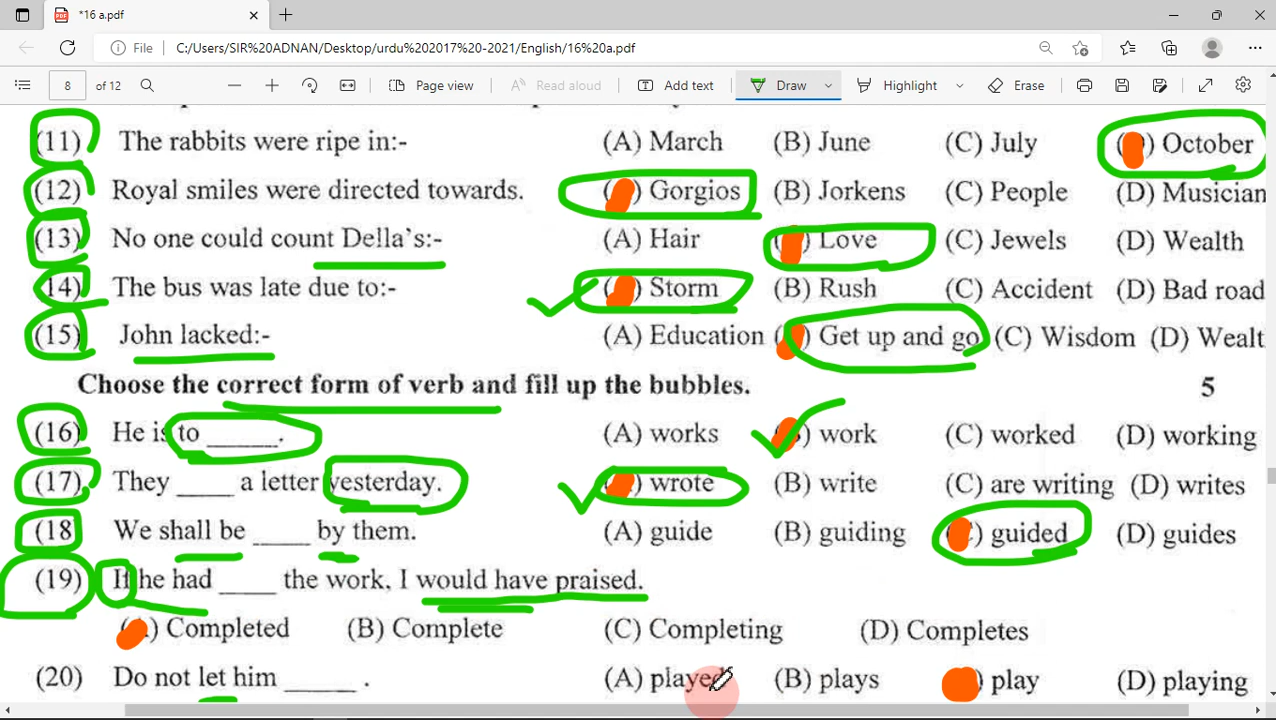 *16 a.pdf
File C:/Users/SIR%20ADNAN/Desktop/urdu%202017%20-2021/English/16%20a.pdf
8 of 12 Page view Read aloud Add text Draw Highlight Erase
(11) The rabbits were ripe in:- (A) March (B) June (C) July ) October
(12) Royal smiles were directed towards. ) Gorgios (B) Jorkens (C) People (D) Musician
(13) No one could count Della's:- (A) Hair ) Love (C) Jewels (D) Wealth
(14) The bus was late due to:- ) Storm (B) Rush (C) Accident (D) Bad road
(15) John lacked:- (A) Education ) Get up and go (C) Wisdom (D) Wealt
Choose the correct form of verb and fill up the bubbles. 5
(16) He is to _____. (A) works ) work (C) worked (D) working
(17) They ____ a letter yesterday. ) wrote (B) write (C) are writing (D) writes
(18 We shall be ____ by them. (A) guide (B) guiding ) guided (D) guides
(19) If he had ____ the work, I would have praised.
) Completed (B) Complete (C) Completing (D) Completes
(20) Do not let him _____ . (A) played (B) plays ) play (D) playing